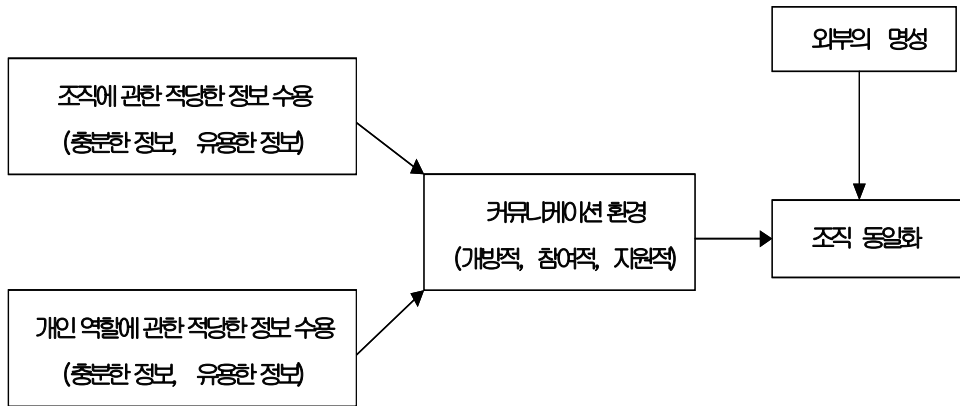 외부의 명성
조직에 관한 적당한 정보 수용
(충분한 정보, 유용한 정보)
커뮤니케이션 환경
(개방적, 참여적, 지원적)
조직 동일화
개인 역할에 관한 적당한 정보 수용
(충분한 정보, 유용한 정보)